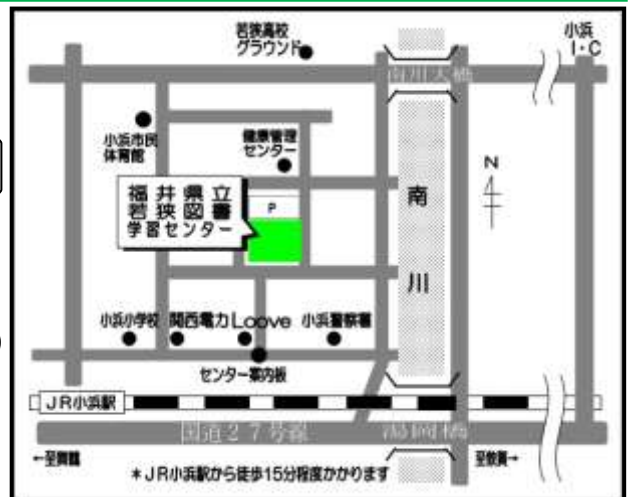 若狭高校
グラウンド
小浜
I・C
南川大橋
小浜市民
体育館
健康管理
センター
N
福井県立
若狭図書
学習センター
P
南
川
小浜小学校
関西電力
Loove
小浜警察署
センター案内板
JR小浜駅
国道27号線
湯岡橋
←至舞鶴
至敦賀→
＊JR小浜駅から徒歩15分程度かかります